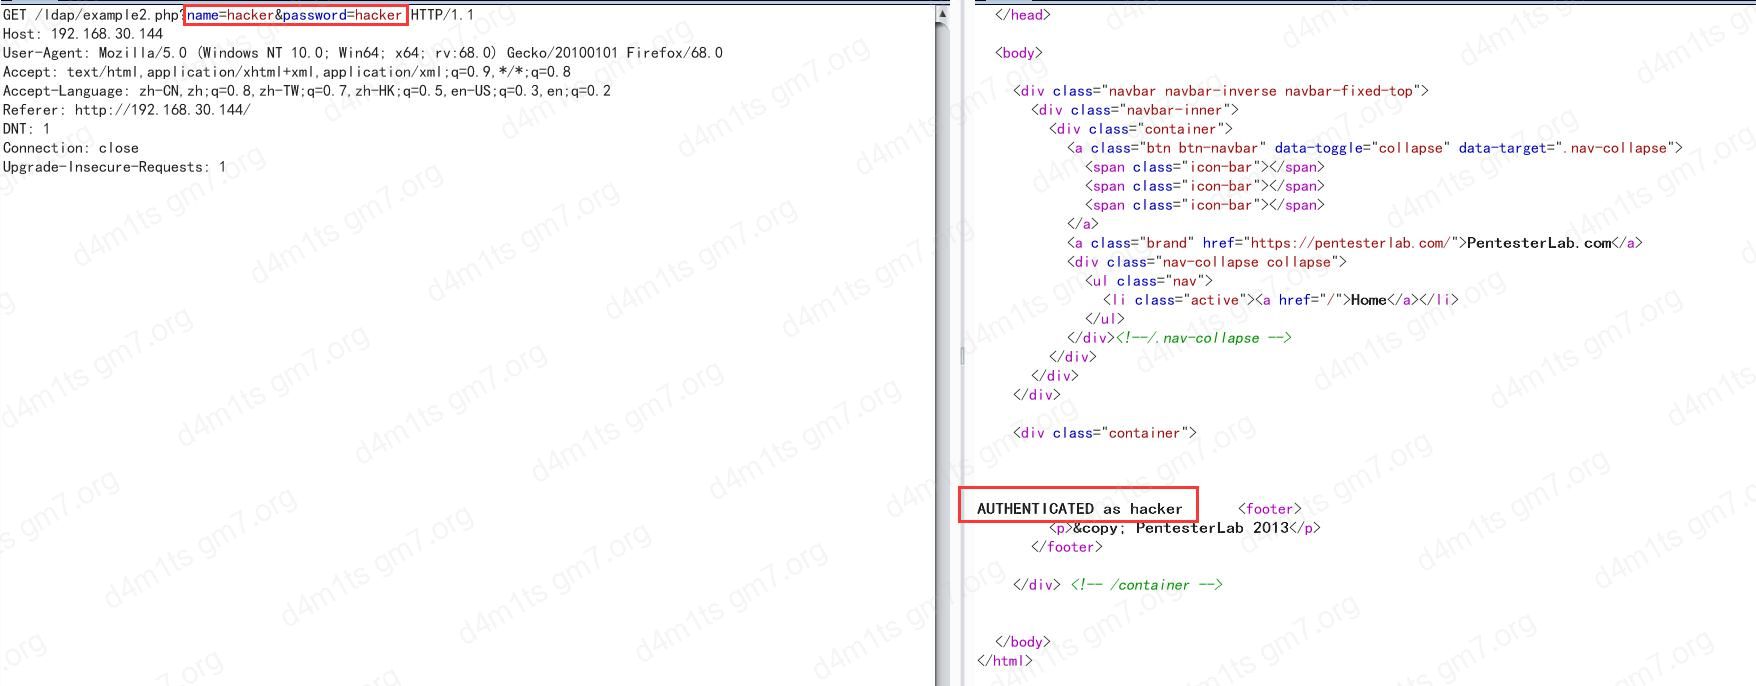 GET /ldap/example2.php?name=hacker&password=hacker HTTP/1.1
Host: 192.168.30.144
User-Agent: Mozilla/5.0 (Windows NT 10.0; Win64; x64; rv:68.0) Gecko/20100101 Firefox/68.0
Accept: text/html,application/xhtml+xml,application/xml;q=0.9,*/*;q=0.8
Accept-Language: zh-CN,zh;q=0.8,zh-TW;q=0.7,zh-HK;q=0.5,en-US;q=0.3,en;q=0.2
Referer: http://192.168.30.144/
DNT: 1
Connection: close
Upgrade-Insecure-Requests: 1
</head>
<body>
<div class="navbar navbar-inverse navbar-fixed-top">
<div class="navbar-inner">
<div class="container">
<a class="btn btn-navbar" data-toggle="collapse" data-target=".nav-collapse">
<span class="icon-bar"></span>
<span class="icon-bar"></span>
<span class="icon-bar"></span>
</a>
<a class="brand" href="https://pentesterlab.com/">PentesterLab.com</a>
<div class="nav-collapse collapse">
<ul class="nav">
<li class="active"><a href="/">Home</a></li>
</ul>
</div><!--/.nav-collapse -->
</div>
</div>
</div>
<div class="container">
AUTHENTICATED as hacker <footer>
<p>&copy; PentesterLab 2013</p>
</footer>
</div> <!-- /container -->
</body>
</html>
d4m1ts gm7.org